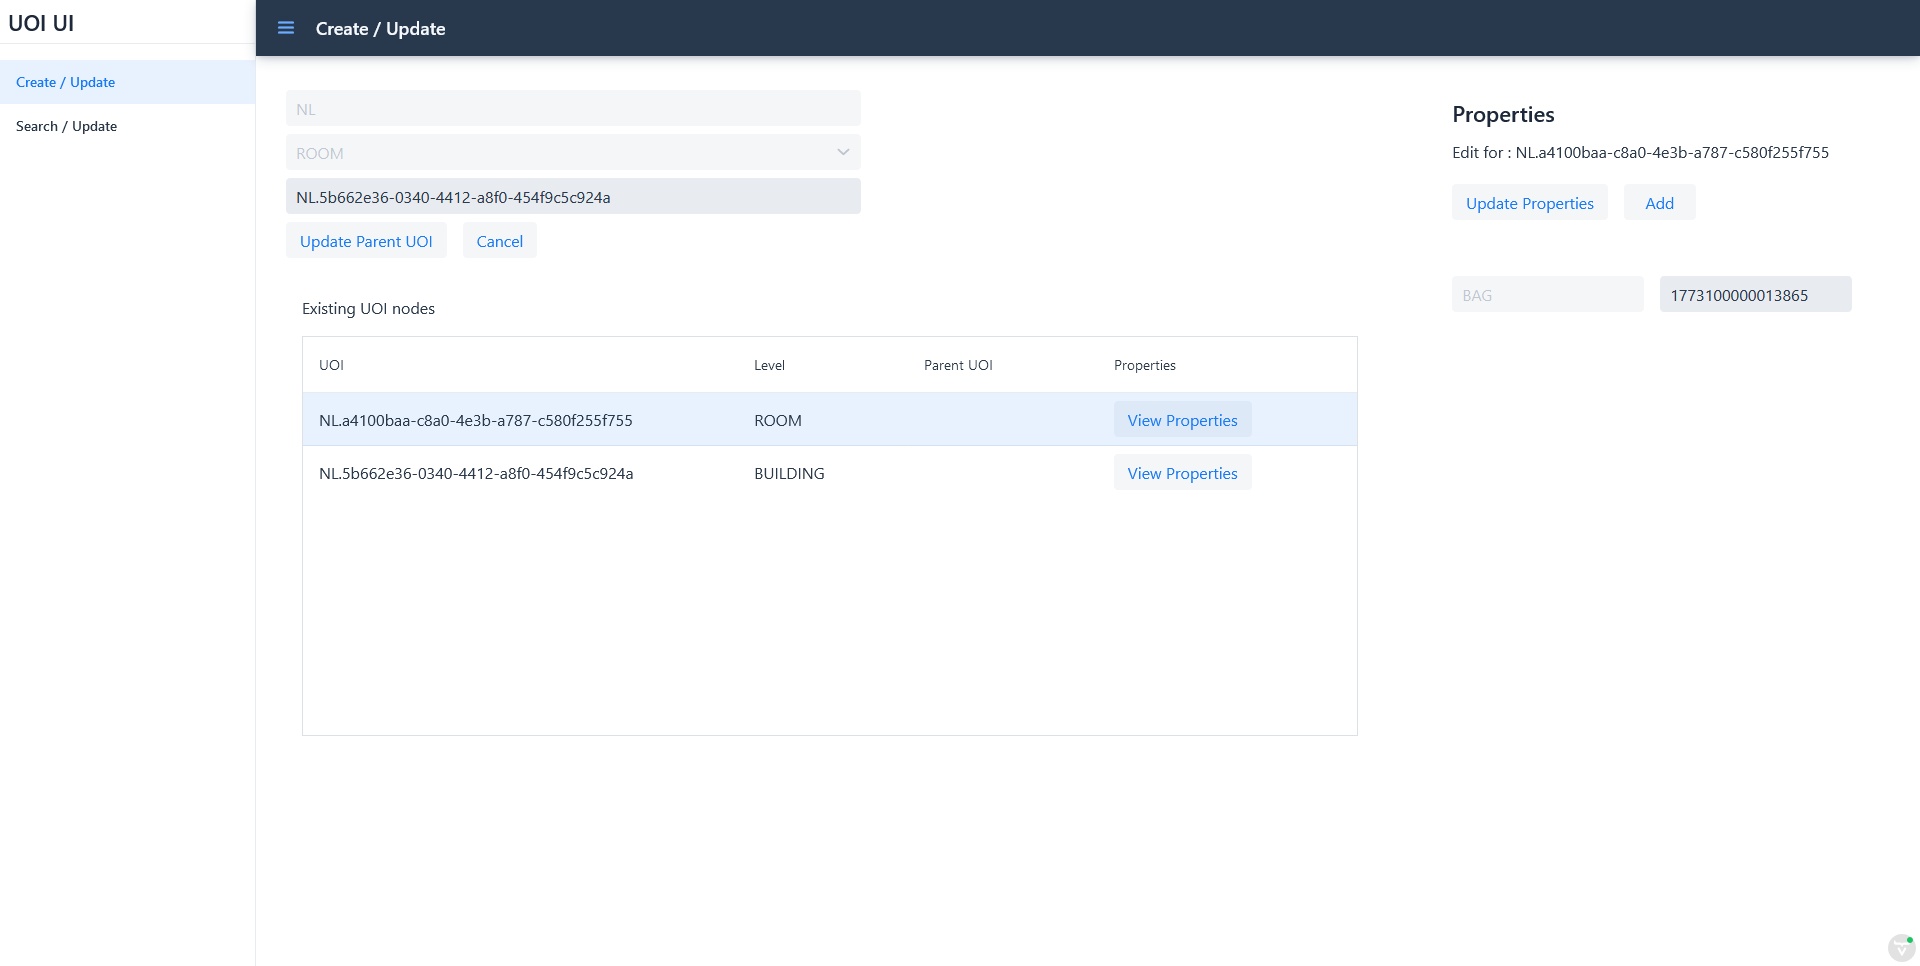 UOI UI
Create / Update
Create / Update
Search / Update
NL
ROOM
NL.5b662e36-0340-4412-a8f0-454f9c5c924a
Update Parent UOI Cancel
Existing UOI nodes
UOI Level Parent UOI Properties
NL.a4100baa-c8a0-4e3b-a787-c580f255f755 ROOM View Properties
NL.5b662e36-0340-4412-a8f0-454f9c5c924a BUILDING View Properties
Properties
Edit for : NL.a4100baa-c8a0-4e3b-a787-c580f255f755
Update Properties Add
BAG 1773100000013865